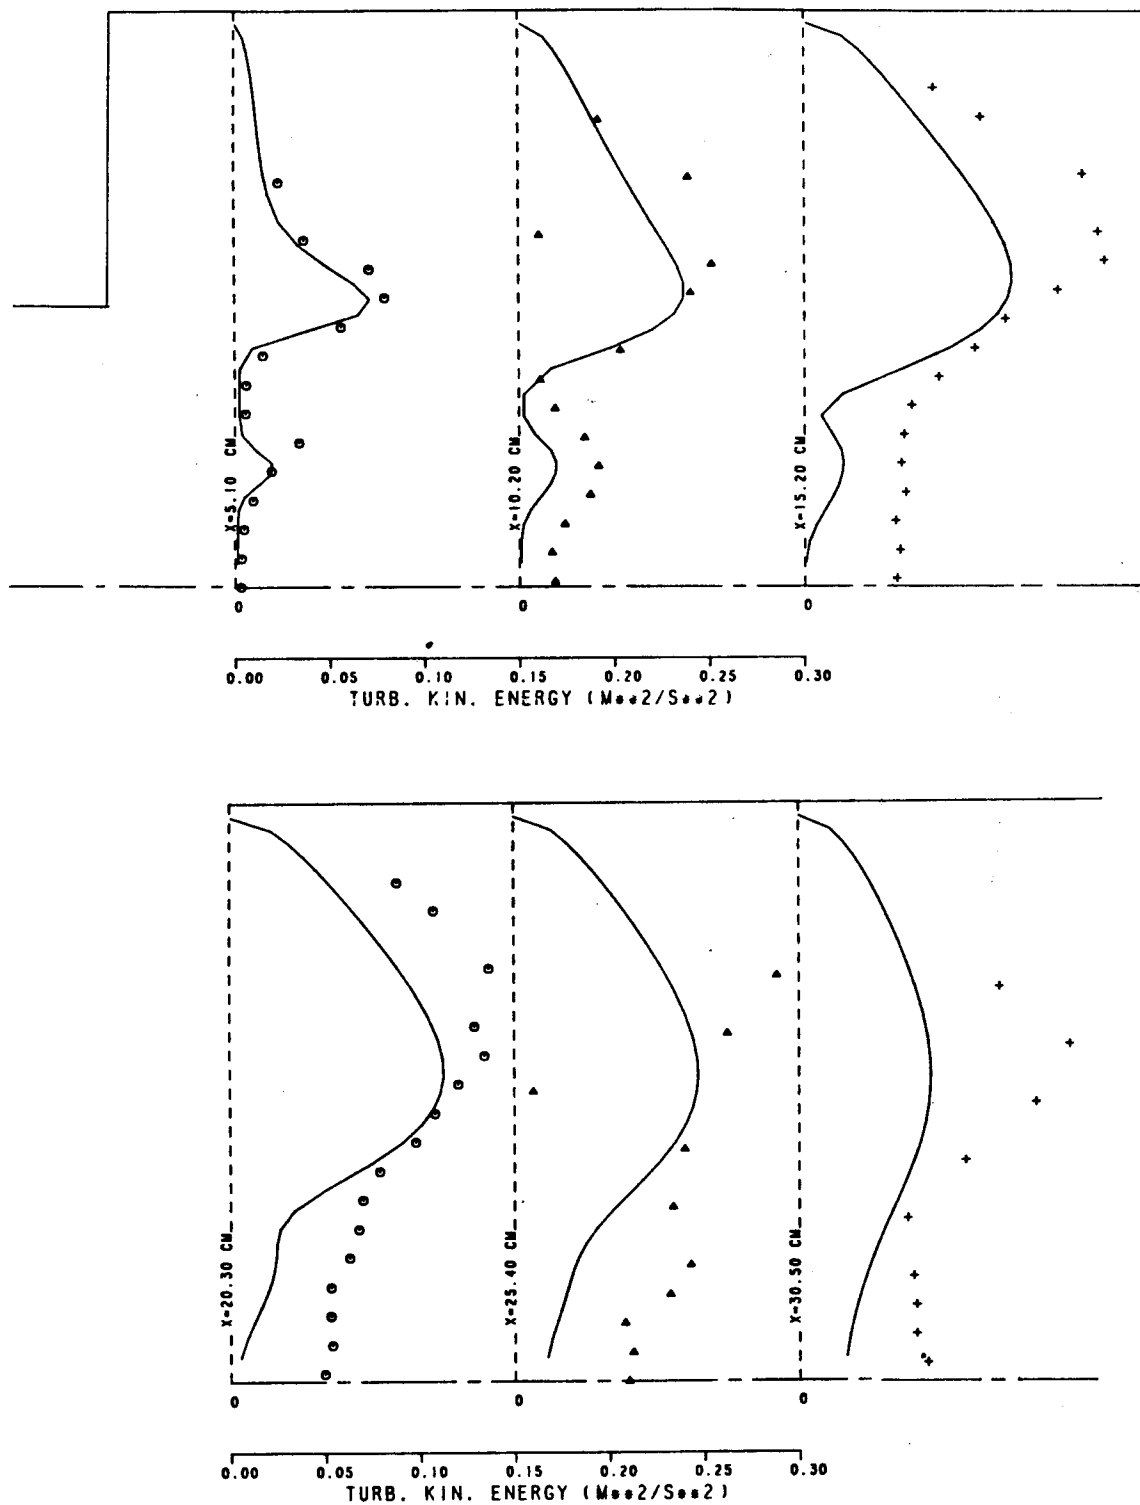 X=5.10 CM
X=10.20 CM
X=15.20 CM
0 0 0
0.00 0.05 0.10 0.15 0.20 0.25 0.30
TURB. KIN. ENERGY (M**2/S**2)
X=20.30 CM
X=25.40 CM
X=30.50 CM
0 0 0
0.00 0.05 0.10 0.15 0.20 0.25 0.30
TURB. KIN. ENERGY (M**2/S**2)